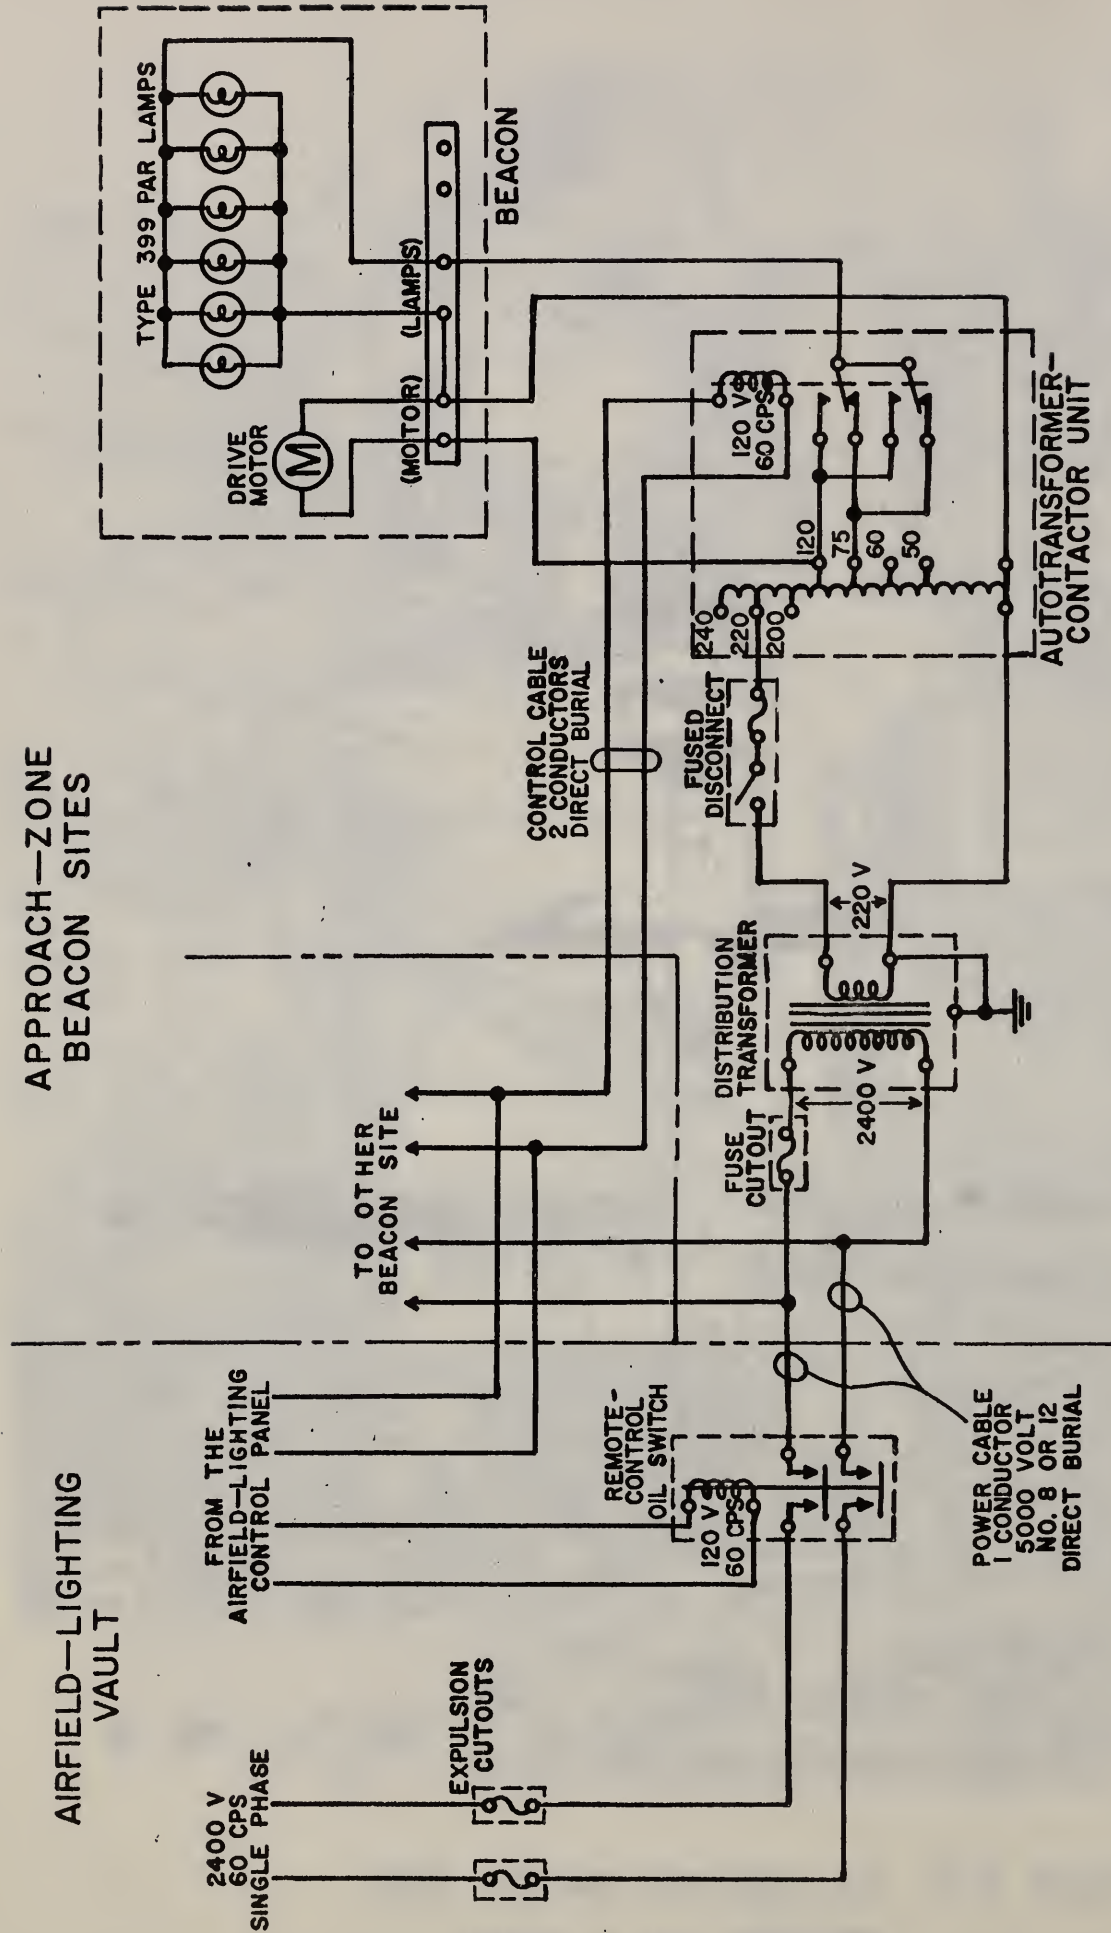 AIRFIELD—LIGHTING
VAULT
APPROACH—ZONE
BEACON SITES
2400 V
60 CPS
SINGLE PHASE
EXPULSION
CUTOUTS
FROM THE
AIRFIELD—LIGHTING
CONTROL PANEL
REMOTE-
CONTROL
OIL SWITCH
120 V
60 CPS
POWER CABLE
1 CONDUCTOR
5000 VOLT
NO. 8 OR 12
DIRECT BURIAL
TO OTHER
BEACON SITE
FUSE
CUTOUT
2400 V
DISTRIBUTION
TRANSFORMER
220 V
CONTROL CABLE
2 CONDUCTORS
DIRECT BURIAL
FUSED
DISCONNECT
240
220
200
120
75
60
50
120 V
60 CPS
AUTOTRANSFORMER-
CONTACTOR UNIT
DRIVE
MOTOR
M
(MOTOR)
(LAMPS)
TYPE 399 PAR LAMPS
BEACON